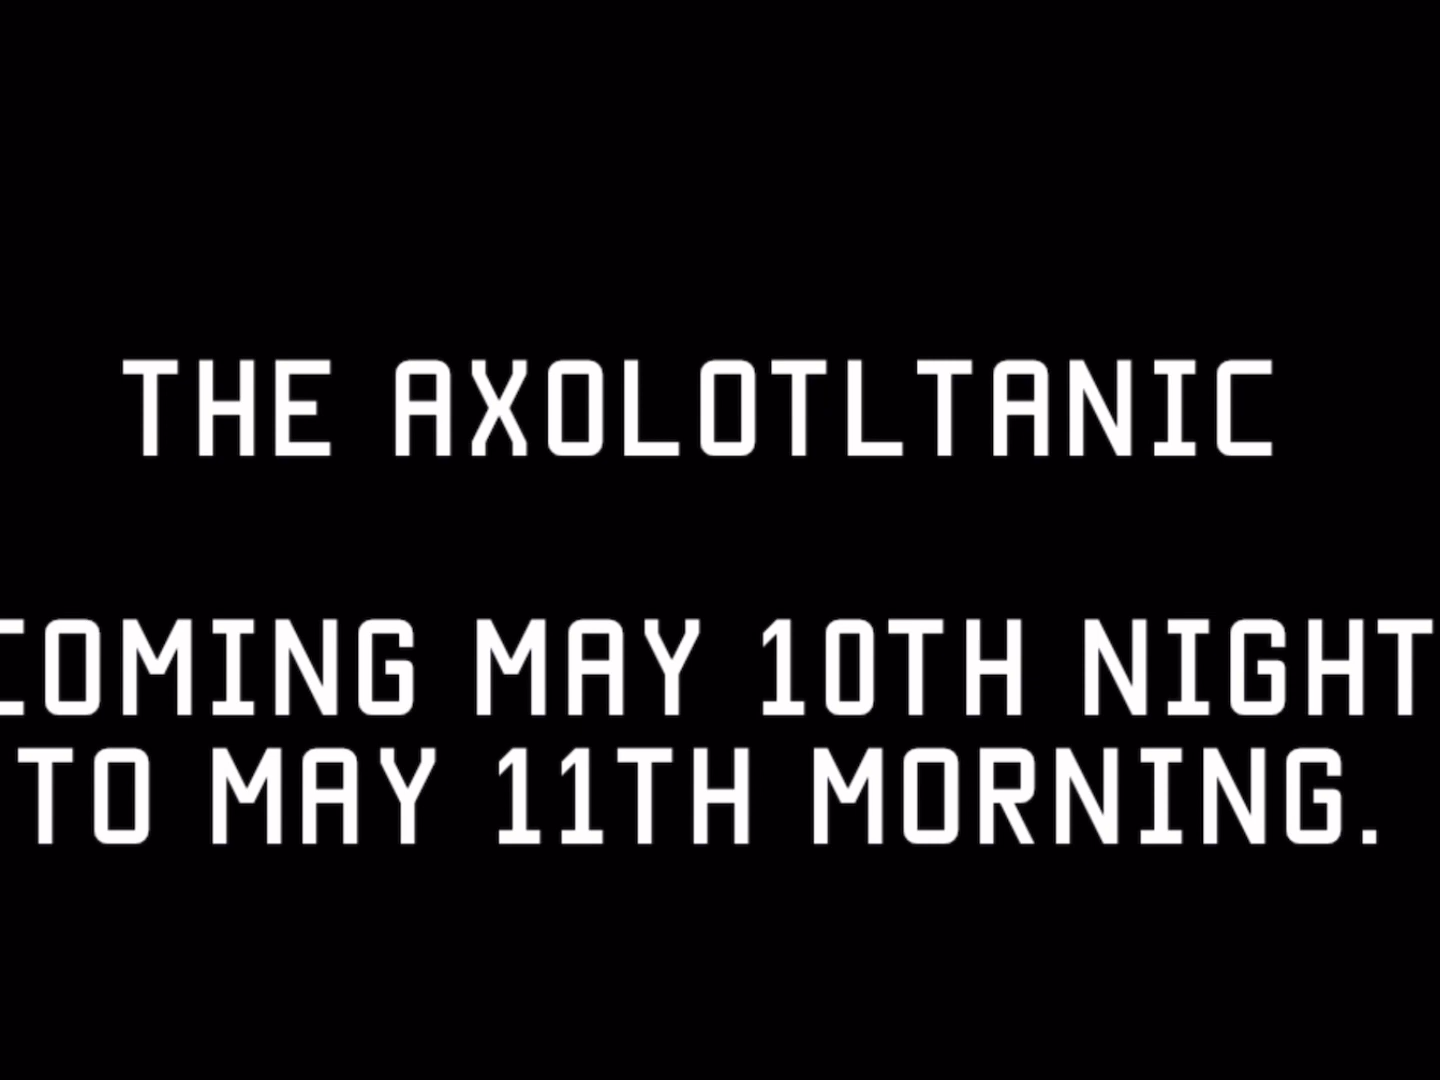 THE AXOLOTLTANIC
COMING MAY 10TH NIGHT
TO MAY 11TH MORNING.